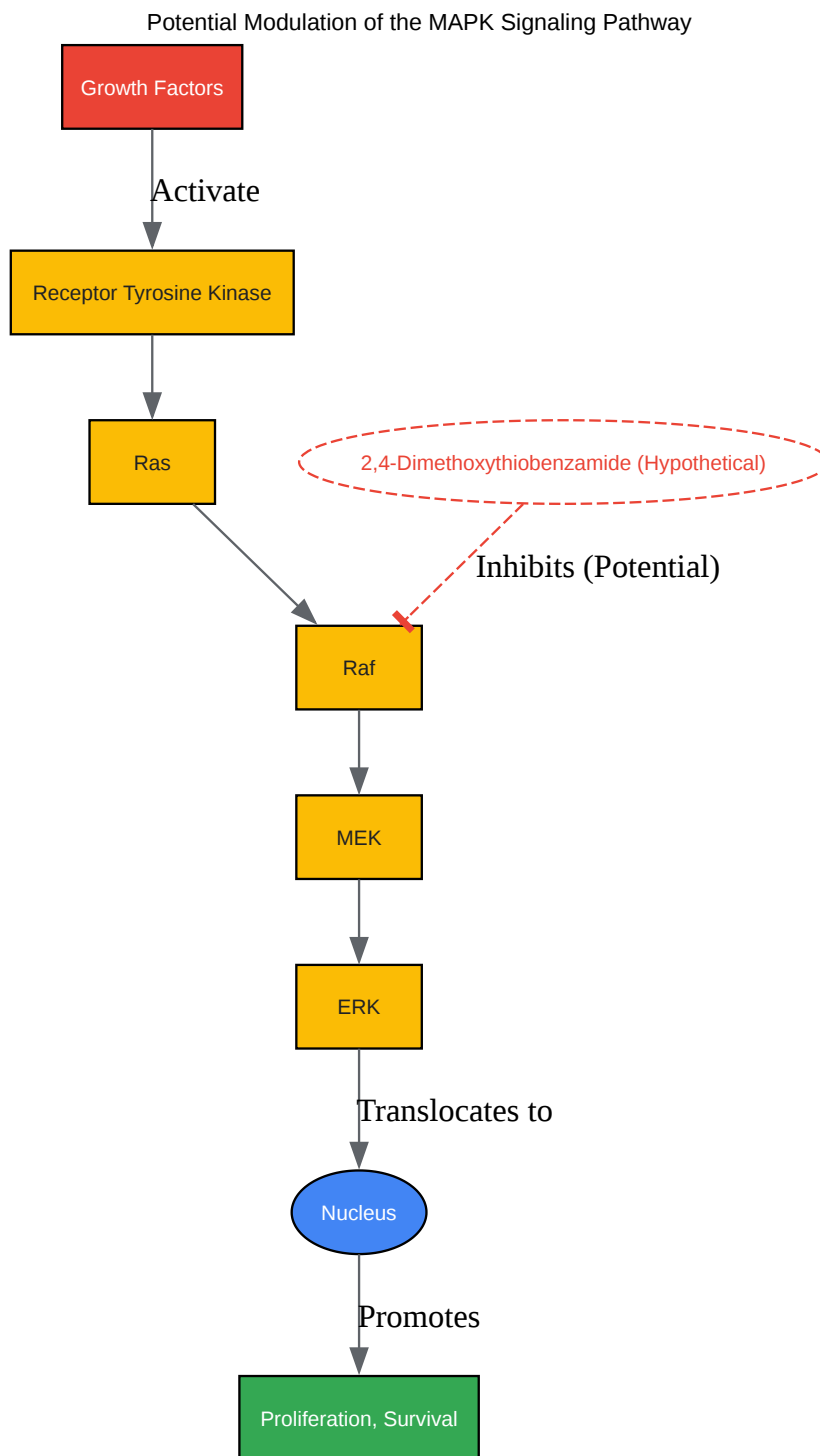 Potential Modulation of the MAPK Signaling Pathway
Growth Factors
Activate
Receptor Tyrosine Kinase
Ras
2,4-Dimethoxythiobenzamide (Hypothetical)
Inhibits (Potential)
Raf
MEK
ERK
Translocates to
Nucleus
Promotes
Proliferation, Survival